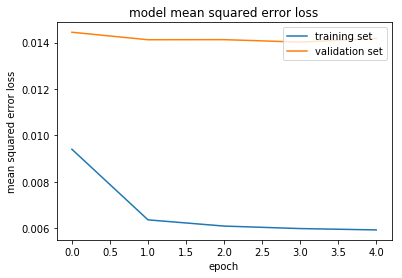 model mean squared error loss
training set
validation set
mean squared error loss
0.014
0.012
0.010
0.008
0.006
0.0 0.5 1.0 1.5 2.0 2.5 3.0 3.5 4.0
epoch